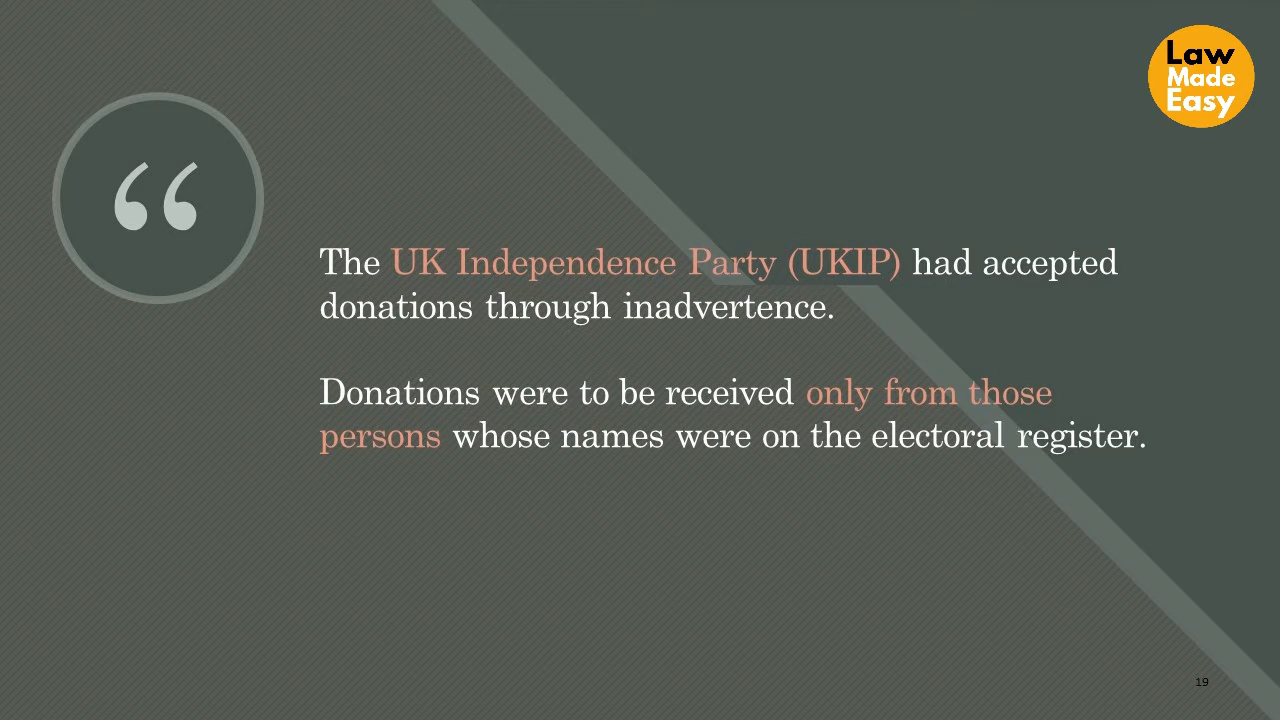 Law
Made
Easy
“
The UK Independence Party (UKIP) had accepted
donations through inadvertence.
Donations were to be received only from those
persons whose names were on the electoral register.
19